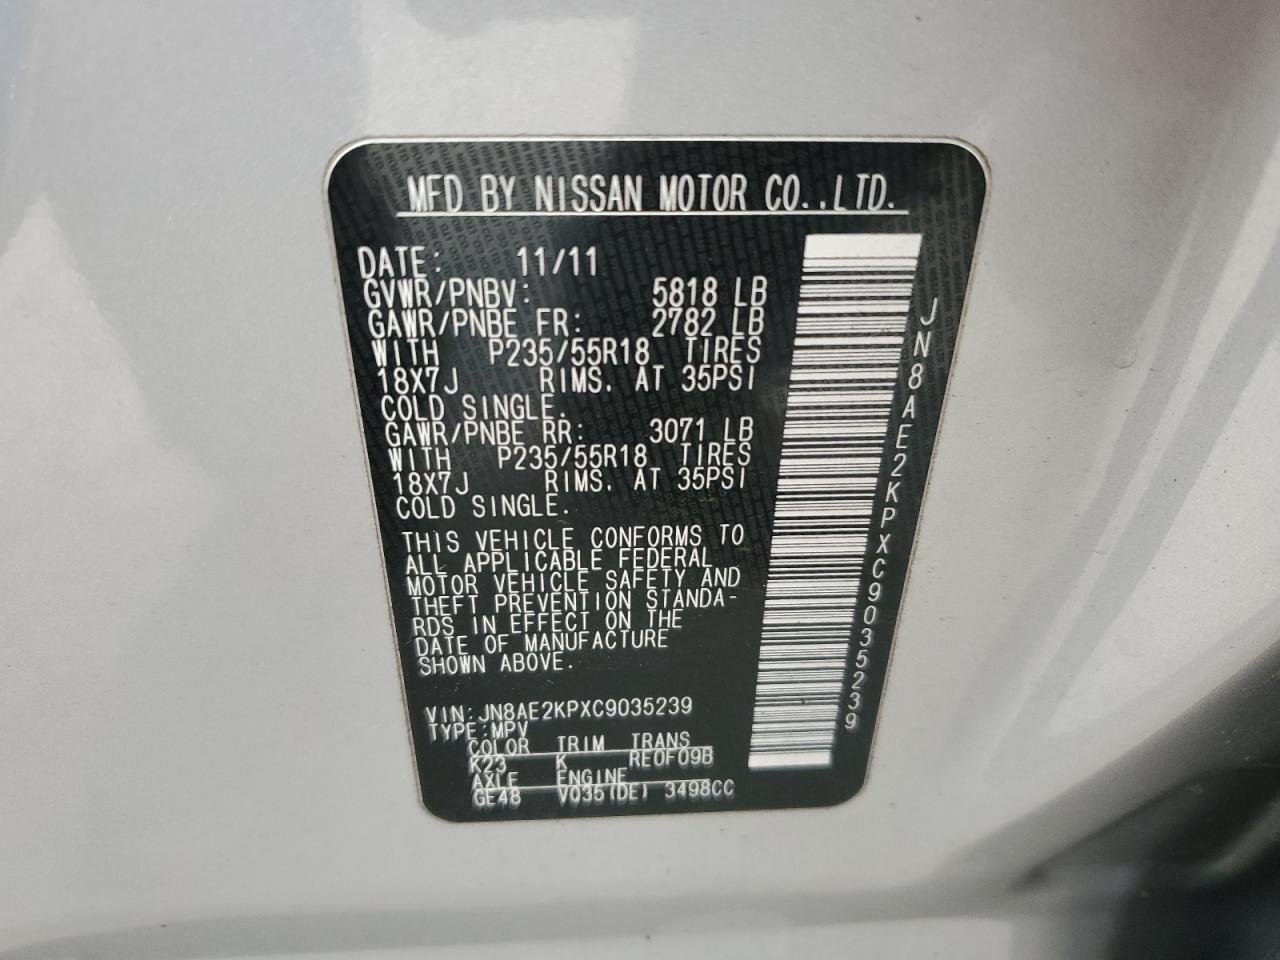 MFD BY NISSAN MOTOR CO.,LTD.
DATE: 11/11
GVWR/PNBV: 5818 LB
GAWR/PNBE FR: 2782 LB
WITH P235/55R18 TIRES
18X7J RIMS. AT 35PSI
COLD SINGLE.
GAWR/PNBE RR: 3071 LB
WITH P235/55R18 TIRES
18X7J RIMS. AT 35PSI
COLD SINGLE.
THIS VEHICLE CONFORMS TO
ALL APPLICABLE FEDERAL
MOTOR VEHICLE SAFETY AND
THEFT PREVENTION STANDA-
RDS IN EFFECT ON THE
DATE OF MANUFACTURE
SHOWN ABOVE.
VIN:JN8AE2KPXC9035239
TYPE:MPV
COLOR TRIM TRANS
K23 K RE0F09B
AXLE ENGINE
GE48 VQ35(DE) 3498CC
JN8AE2KPXC9035239